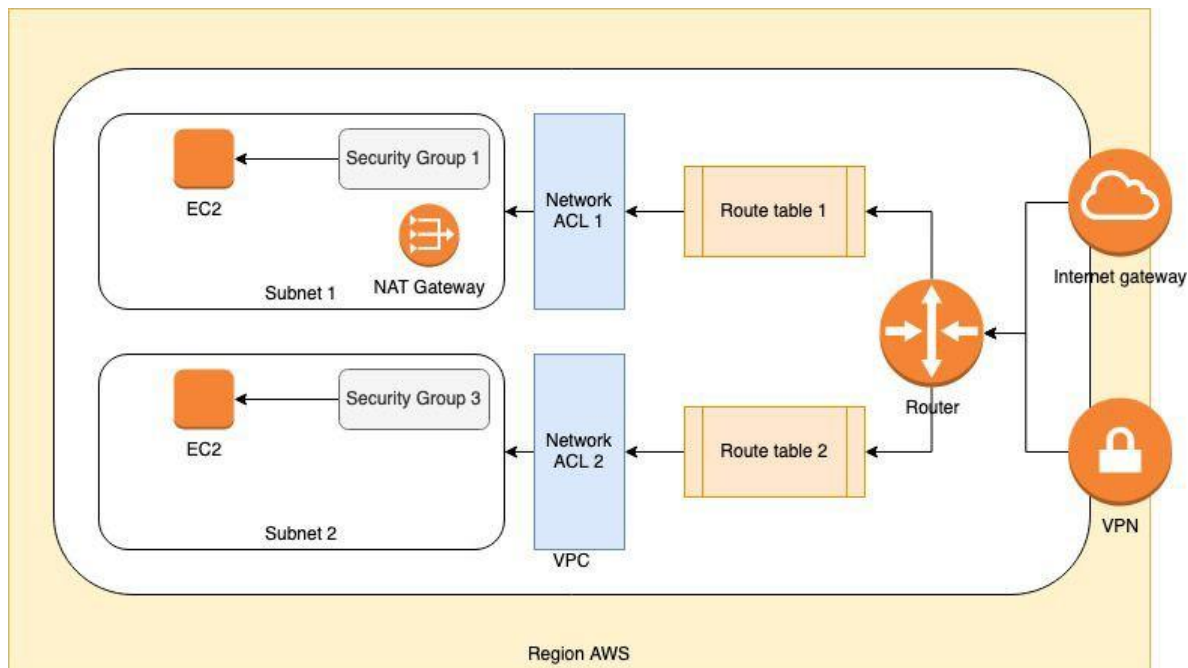 EC2
Security Group 1
NAT Gateway
Subnet 1
Network
ACL 1
Route table 1
Internet gateway
Router
EC2
Security Group 3
Subnet 2
Network
ACL 2
Route table 2
VPN
VPC
Region AWS